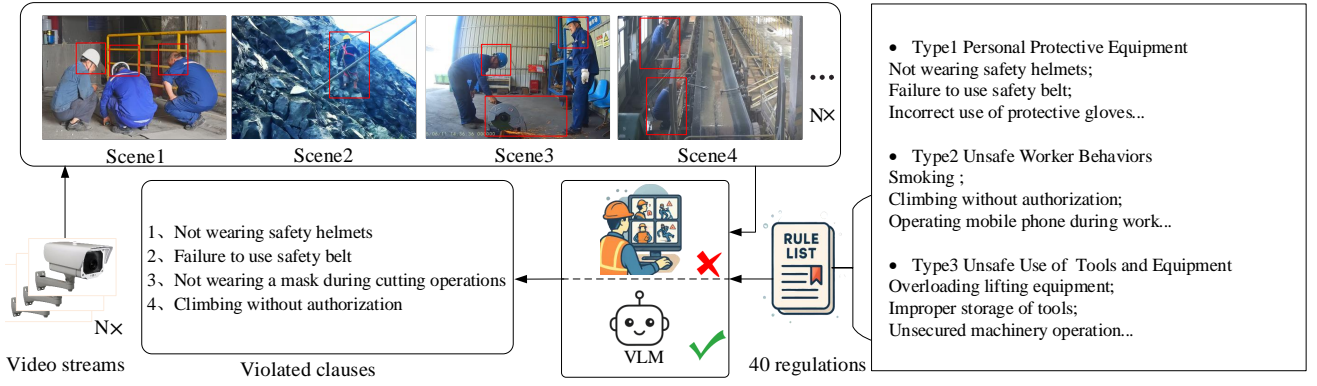 Scene1
Scene2
Scene3
Scene4
...
N×
Video streams
N×
1、Not wearing safety helmets
2、Failure to use safety belt
3、Not wearing a mask during cutting operations
4、Climbing without authorization
Violated clauses
VLM
RULE
LIST
40 regulations
• Type1 Personal Protective Equipment
Not wearing safety helmets;
Failure to use safety belt;
Incorrect use of protective gloves...
• Type2 Unsafe Worker Behaviors
Smoking ;
Climbing without authorization;
Operating mobile phone during work...
• Type3 Unsafe Use of Tools and Equipment
Overloading lifting equipment;
Improper storage of tools;
Unsecured machinery operation...